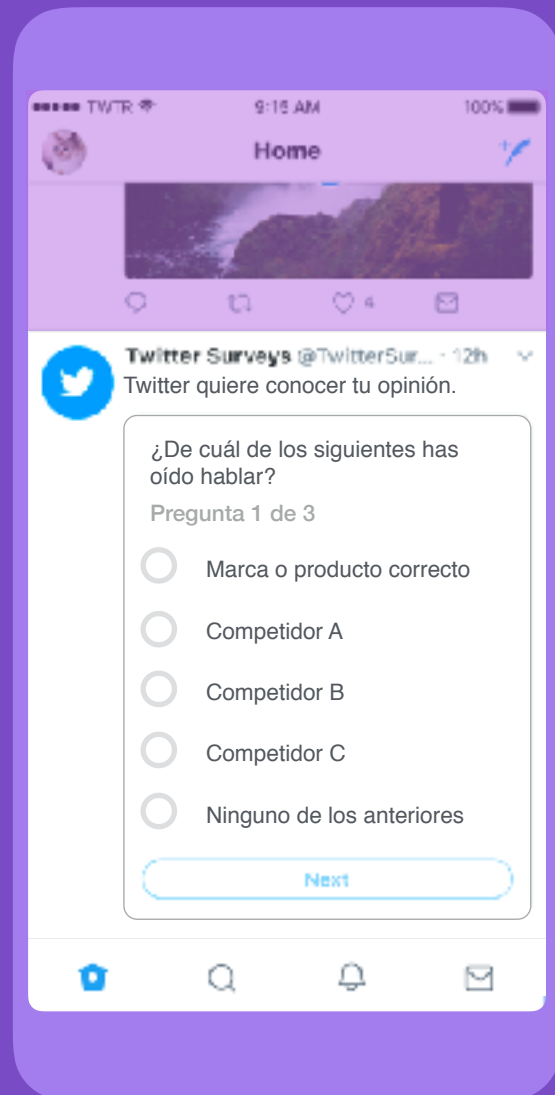 TWTR 9:15 AM 100%
Home
4
Twitter Surveys @TwitterSur... · 12h
Twitter quiere conocer tu opinión.
¿De cuál de los siguientes has
oído hablar?
Pregunta 1 de 3
Marca o producto correcto
Competidor A
Competidor B
Competidor C
Ninguno de los anteriores
Next